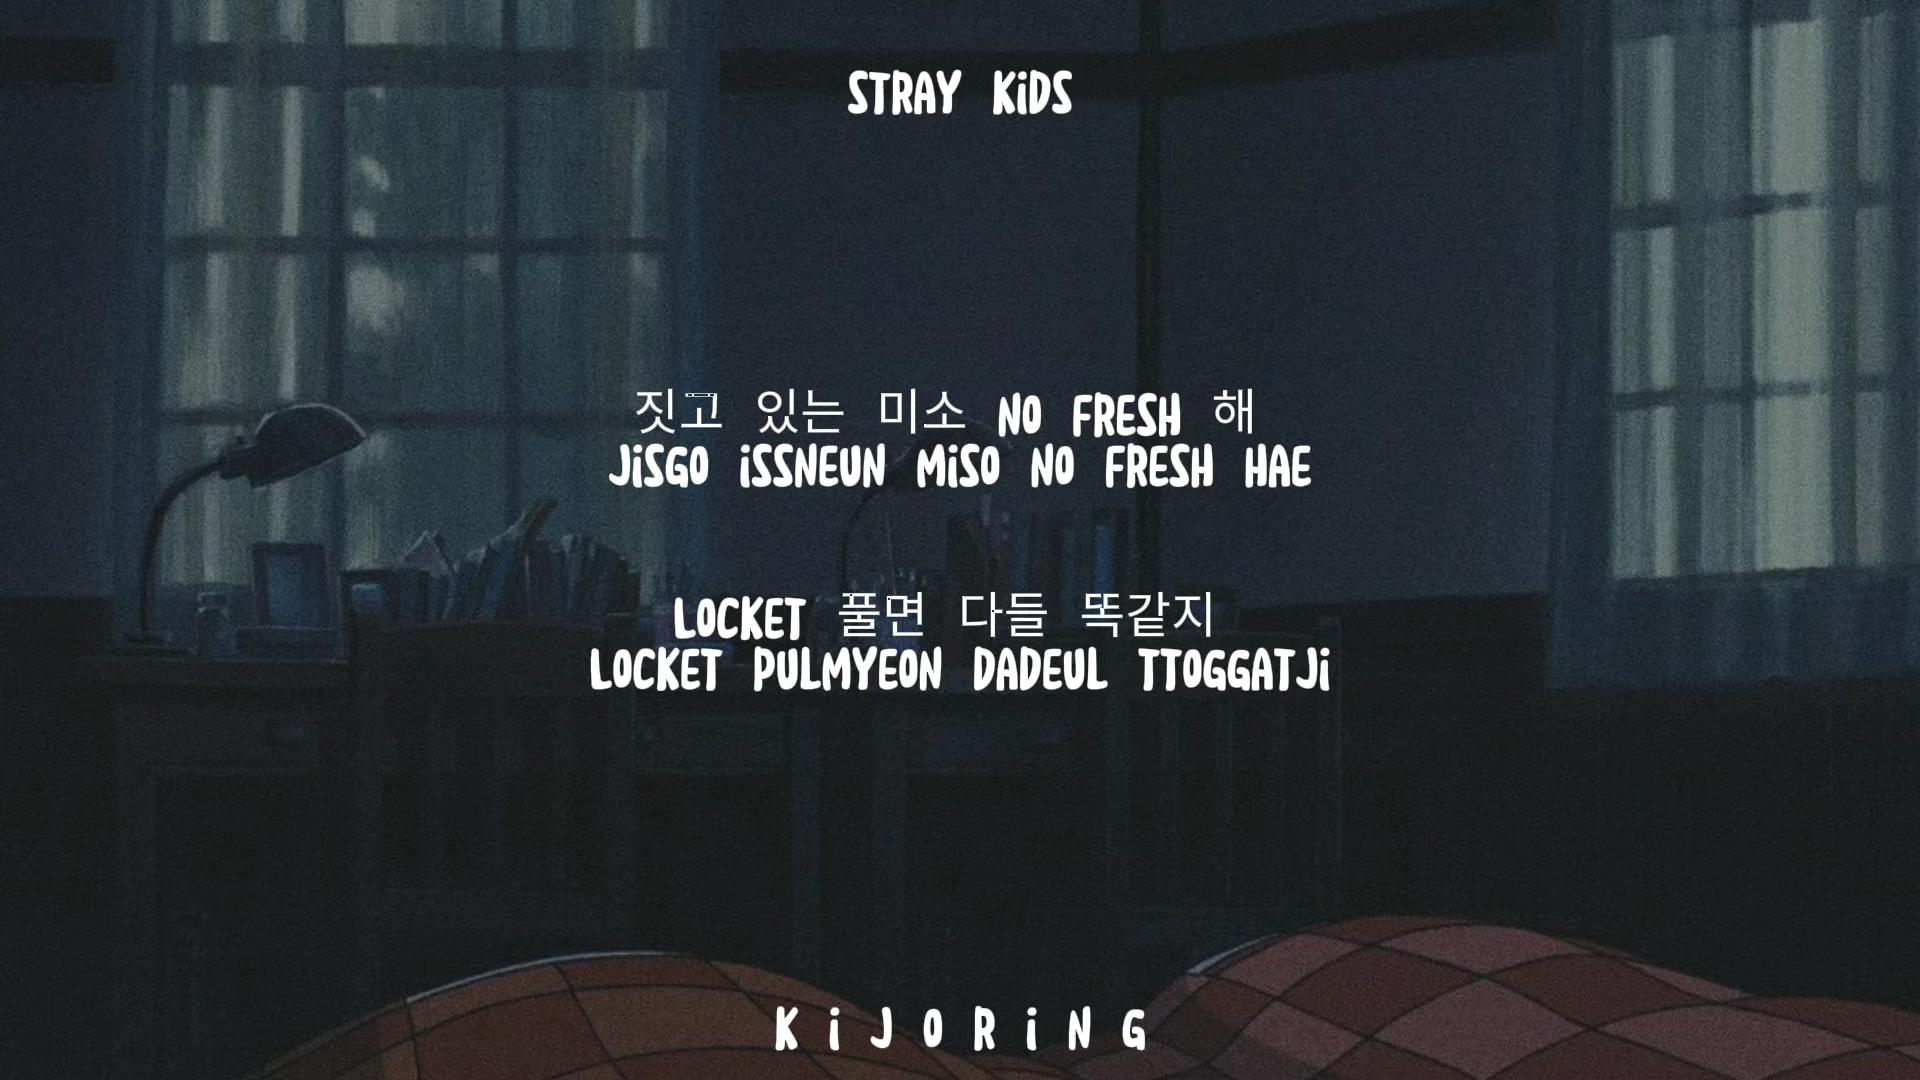 STRAY KiDS
짓고 있는 미소 NO FRESH 해
JiSGO iSSNEUN MiSO NO FRESH HAE
LOCKET 풀면 다들 똑같지
LOCKET PULMYEON DADEUL TTOGGATJi
KiJORiNG